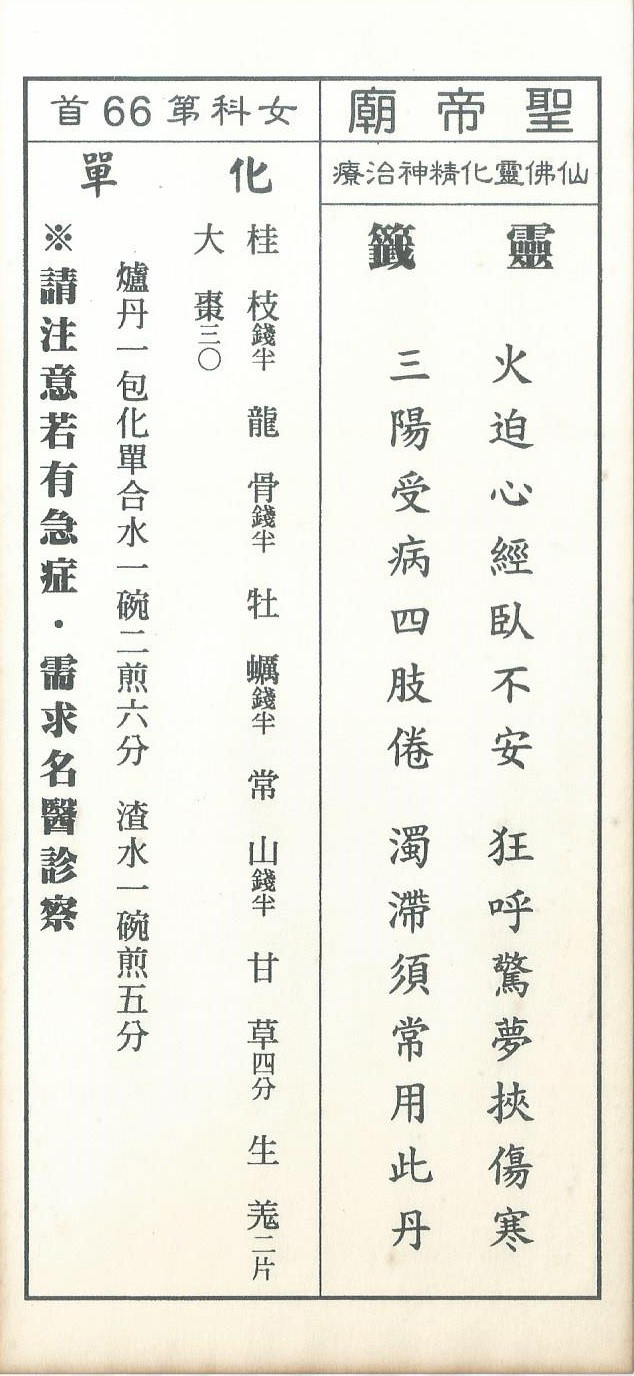 聖帝廟
仙佛靈化精神治療
靈籤
火迫心經臥不安 狂呼驚夢挾傷寒
三陽受病四肢倦 濁滯須常用此丹
女科第66首
化單
桂枝錢半 龍骨錢半 牡蠣錢半 常山錢半 甘草四分 生羗二片
大棗三〇
爐丹一包化單合水一碗二煎六分 渣水一碗煎五分
※請注意若有急症・需求名醫診察